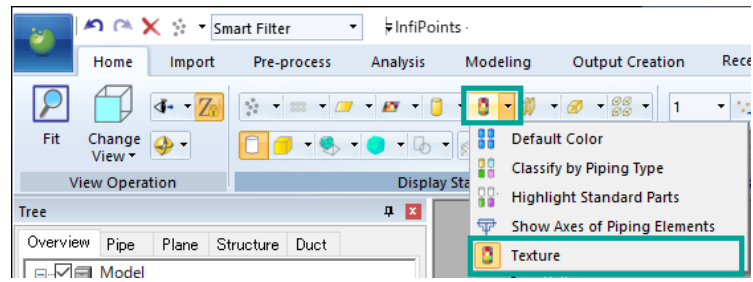 Smart Filter InfiPoints -
Home Import Pre-process Analysis Modeling Output Creation Rece
Fit Change View 1
View Operation Display Sta
Default Color
Classify by Piping Type
Highlight Standard Parts
Show Axes of Piping Elements
Texture
Tree
Overview Pipe Plane Structure Duct
Model